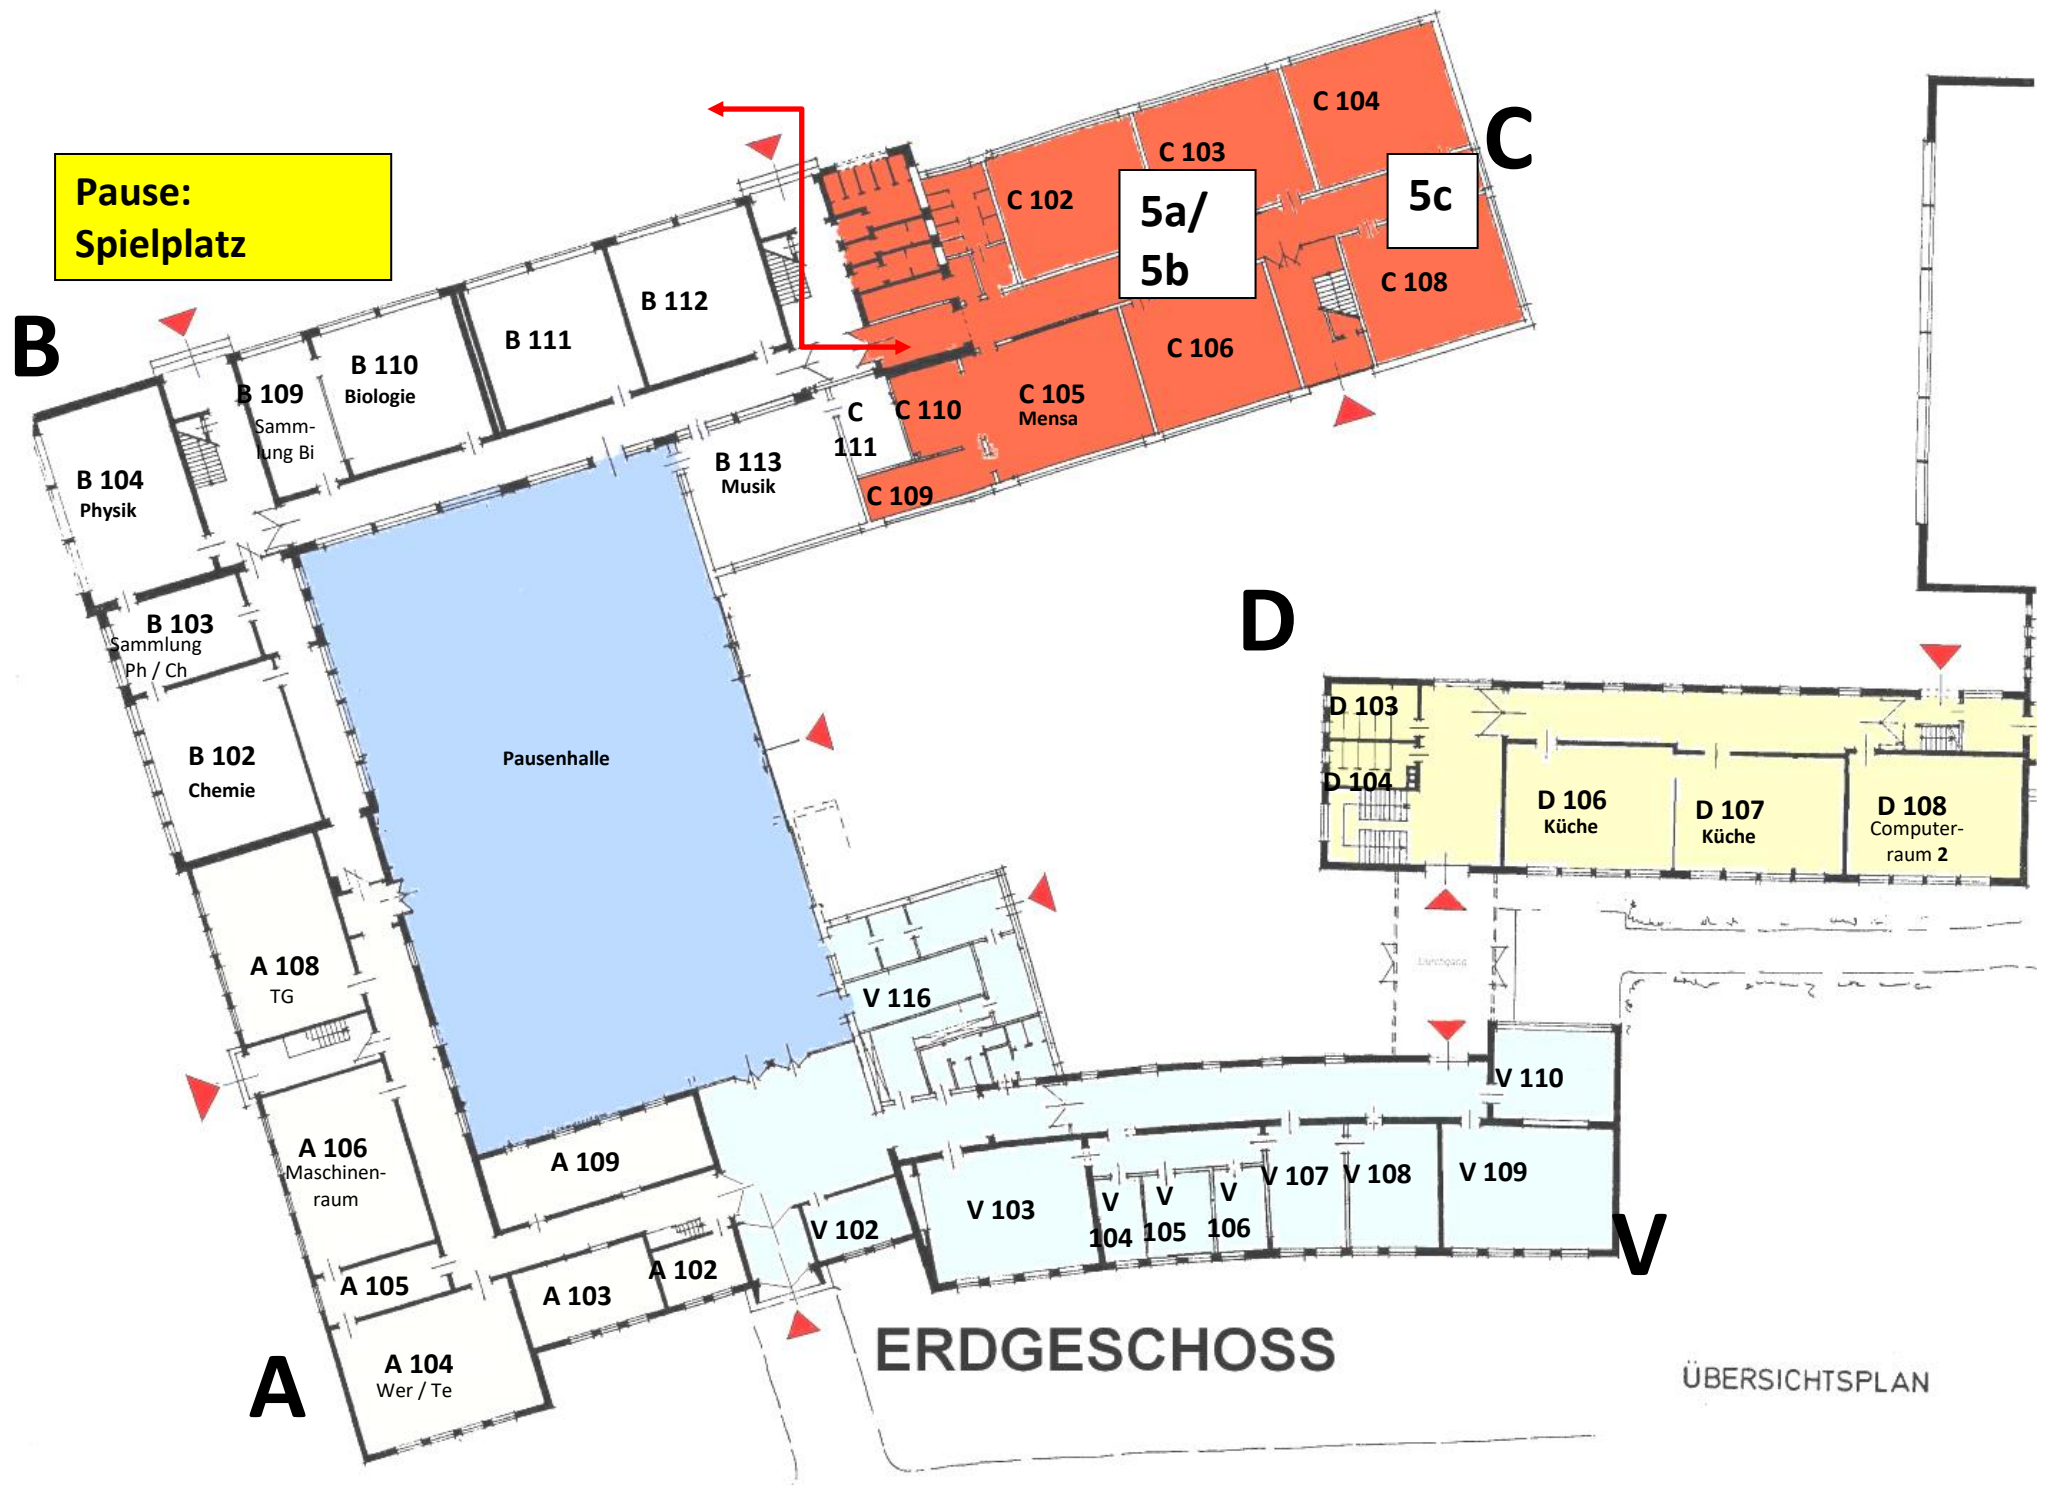 Pause:
Spielplatz
B
C
D
A
V
C 104
C 103
C 102
5a/
5b
5c
C 108
C 106
C 105
Mensa
C 110
C
111
C 109
B 112
B 111
B 110
Biologie
B 109
Samm-
lung Bi
B 113
Musik
B 104
Physik
B 103
Sammlung
Ph / Ch
B 102
Chemie
Pausenhalle
A 108
TG
A 106
Maschinen-
raum
A 105
A 104
Wer / Te
A 103
A 102
A 109
V 116
V 102
V 103
V
104
V
105
V
106
V 107
V 108
V 109
V 110
D 103
D 104
D 106
Küche
D 107
Küche
D 108
Computer-
raum 2
Durchgang
ERDGESCHOSS
ÜBERSICHTSPLAN